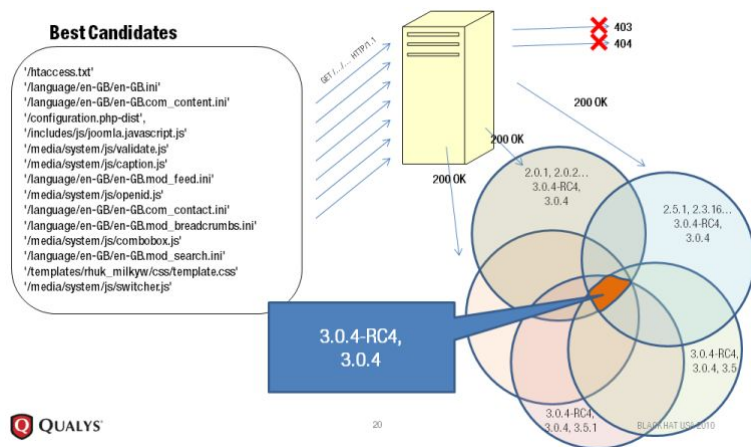 Best Candidates
'/htaccess.txt'
'/language/en-GB/en-GB.ini'
'/language/en-GB/en-GB.com_content.ini'
'/configuration.php-dist',
'/includes/js/joomla.javascript.js'
'/media/system/js/validate.js'
'/media/system/js/caption.js'
'/language/en-GB/en-GB.mod_feed.ini'
'/media/system/js/openid.js'
'/language/en-GB/en-GB.com_contact.ini'
'/language/en-GB/en-GB.mod_breadcrumbs.ini'
'/media/system/js/combobox.js'
'/language/en-GB/en-GB.mod_search.ini'
'/templates/rhuk_milkyw/css/template.css'
'/media/system/js/switcher.js'
GET /.../... HTTP/1.1
403
404
200 OK
200 OK
200 OK
2.0.1, 2.0.2...
3.0.4-RC4,
3.0.4
2.5.1, 2.3.16...
3.0.4-RC4,
3.0.4
3.0.4-RC4,
3.0.4
3.0.4-RC4,
3.0.4, 3.5
3.0.4-RC4,
3.0.4, 3.5.1
QUALYS
20
BLACK HAT USA 2010